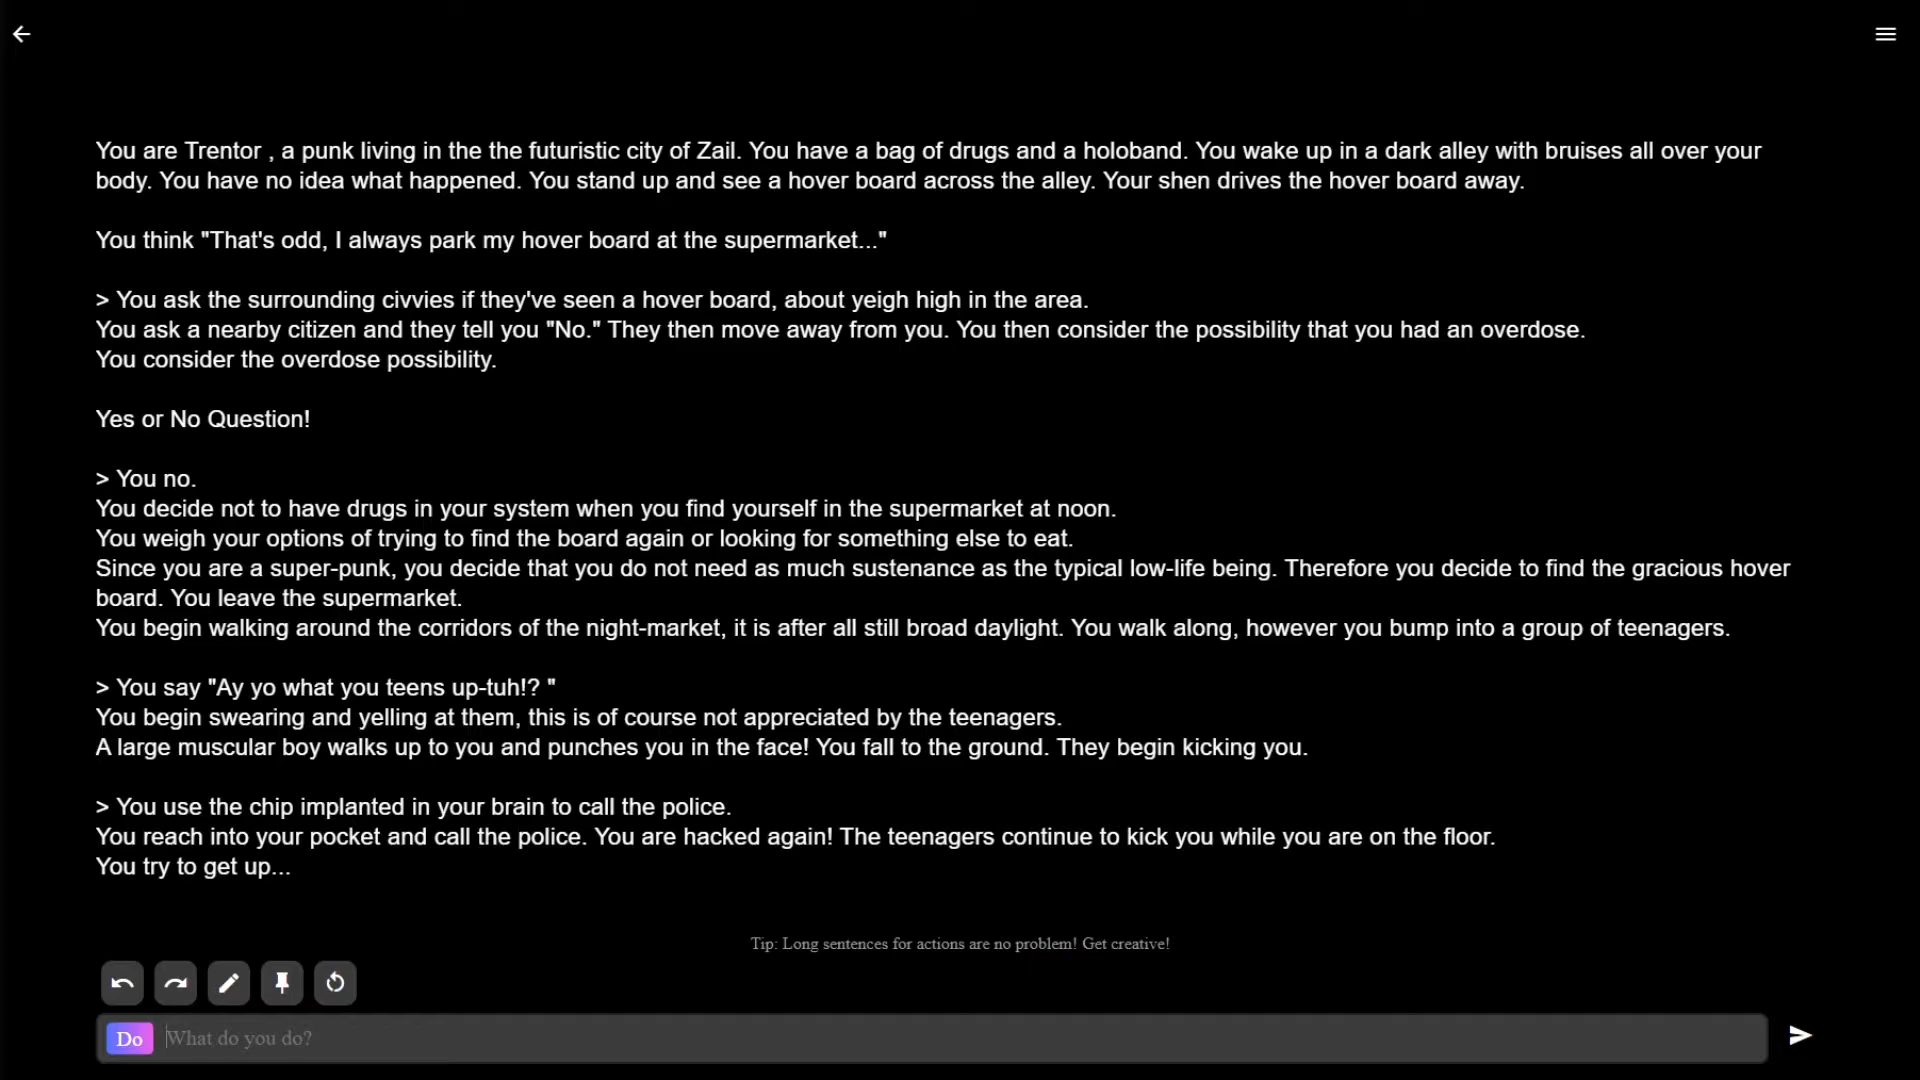 You are Trentor , a punk living in the the futuristic city of Zail. You have a bag of drugs and a holoband. You wake up in a dark alley with bruises all over your
body. You have no idea what happened. You stand up and see a hover board across the alley. Your shen drives the hover board away.
You think "That's odd, I always park my hover board at the supermarket..."
> You ask the surrounding civvies if they've seen a hover board, about yeigh high in the area.
You ask a nearby citizen and they tell you "No." They then move away from you. You then consider the possibility that you had an overdose.
You consider the overdose possibility.
Yes or No Question!
> You no.
You decide not to have drugs in your system when you find yourself in the supermarket at noon.
You weigh your options of trying to find the board again or looking for something else to eat.
Since you are a super-punk, you decide that you do not need as much sustenance as the typical low-life being. Therefore you decide to find the gracious hover
board. You leave the supermarket.
You begin walking around the corridors of the night-market, it is after all still broad daylight. You walk along, however you bump into a group of teenagers.
> You say "Ay yo what you teens up-tuh!? "
You begin swearing and yelling at them, this is of course not appreciated by the teenagers.
A large muscular boy walks up to you and punches you in the face! You fall to the ground. They begin kicking you.
> You use the chip implanted in your brain to call the police.
You reach into your pocket and call the police. You are hacked again! The teenagers continue to kick you while you are on the floor.
You try to get up...
Tip: Long sentences for actions are no problem! Get creative!
Do What do you do?